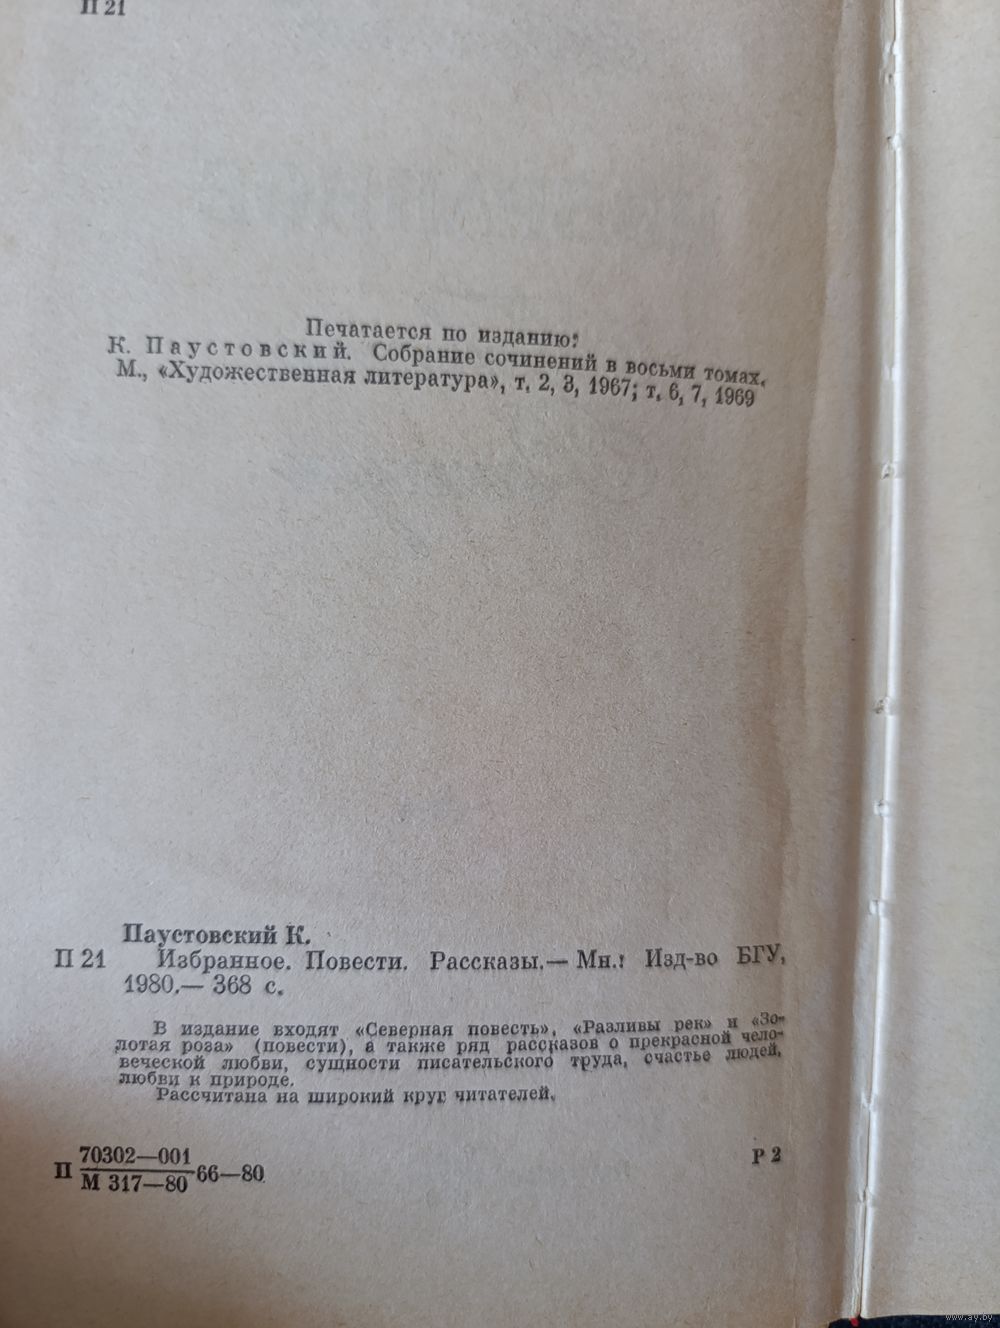 П 21
Печатается по изданию:
К. Паустовский. Собрание сочинений в восьми томах.
М., «Художественная литература», т. 2, 3, 1967; т. 6, 7, 1969
Паустовский К.
П 21 Избранное. Повести. Рассказы.— Мн.: Изд-во БГУ,
1980.— 368 с.
В издание входят «Северная повесть», «Разливы рек» и «Зо-
лотая роза» (повести), а также ряд рассказов о прекрасной чело-
веческой любви, сущности писательского труда, счастье людей,
любви к природе.
Рассчитана на широкий круг читателей.
П 70302—001
М 317—80 66—80 Р 2
www.ay.by